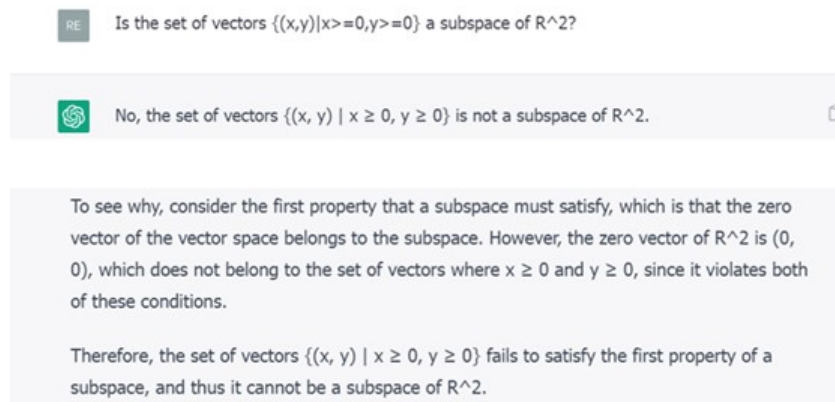 RE
Is the set of vectors {(x,y)|x>=0,y>=0} a subspace of R^2?
No, the set of vectors {(x, y) | x ≥ 0, y ≥ 0} is not a subspace of R^2.
To see why, consider the first property that a subspace must satisfy, which is that the zero
vector of the vector space belongs to the subspace. However, the zero vector of R^2 is (0,
0), which does not belong to the set of vectors where x ≥ 0 and y ≥ 0, since it violates both
of these conditions.
Therefore, the set of vectors {(x, y) | x ≥ 0, y ≥ 0} fails to satisfy the first property of a
subspace, and thus it cannot be a subspace of R^2.